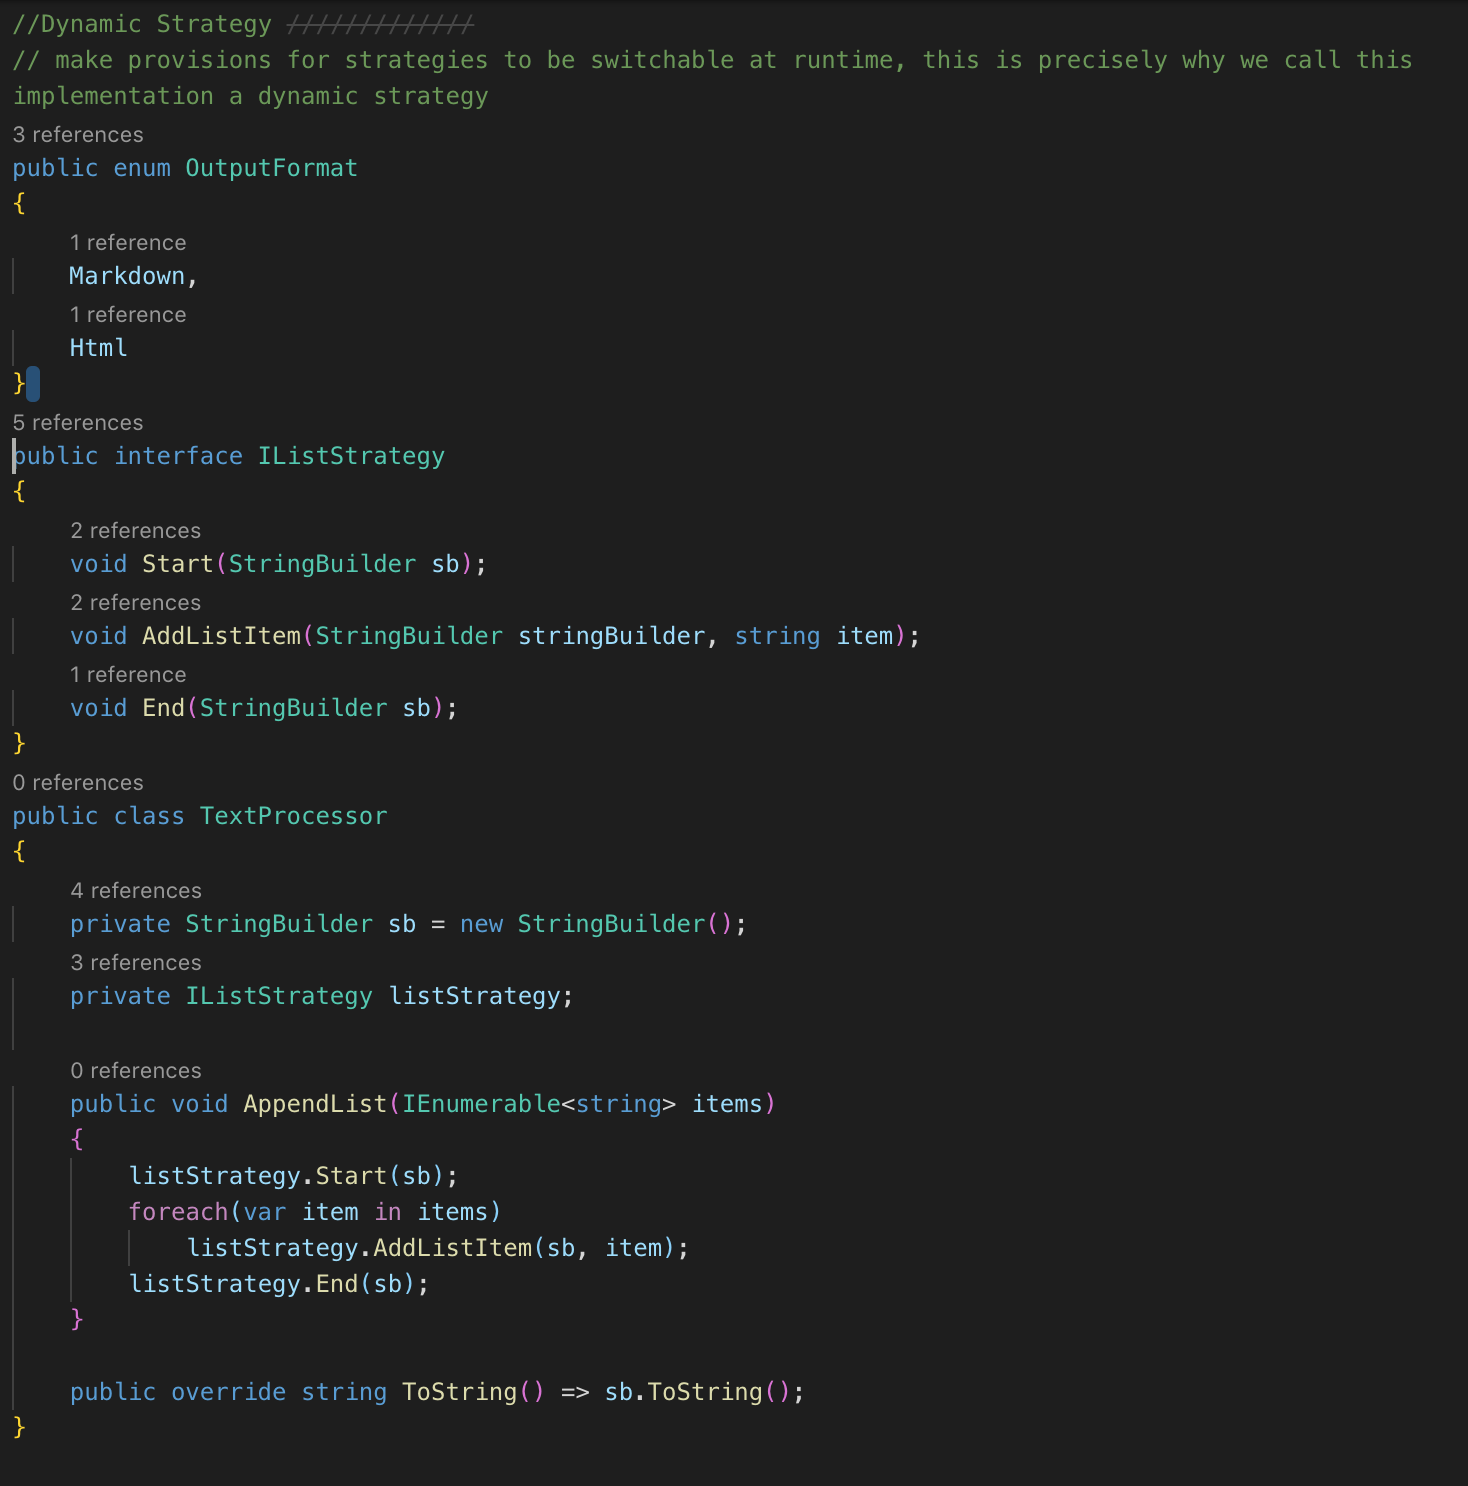 //Dynamic Strategy /////////////
// make provisions for strategies to be switchable at runtime, this is precisely why we call this
implementation a dynamic strategy
3 references
public enum OutputFormat
{
1 reference
Markdown,
1 reference
Html
}
5 references
public interface IListStrategy
{
2 references
void Start(StringBuilder sb);
2 references
void AddListItem(StringBuilder stringBuilder, string item);
1 reference
void End(StringBuilder sb);
}
0 references
public class TextProcessor
{
4 references
private StringBuilder sb = new StringBuilder();
3 references
private IListStrategy listStrategy;
0 references
public void AppendList(IEnumerable<string> items)
{
listStrategy.Start(sb);
foreach(var item in items)
listStrategy.AddListItem(sb, item);
listStrategy.End(sb);
}
public override string ToString() => sb.ToString();
}